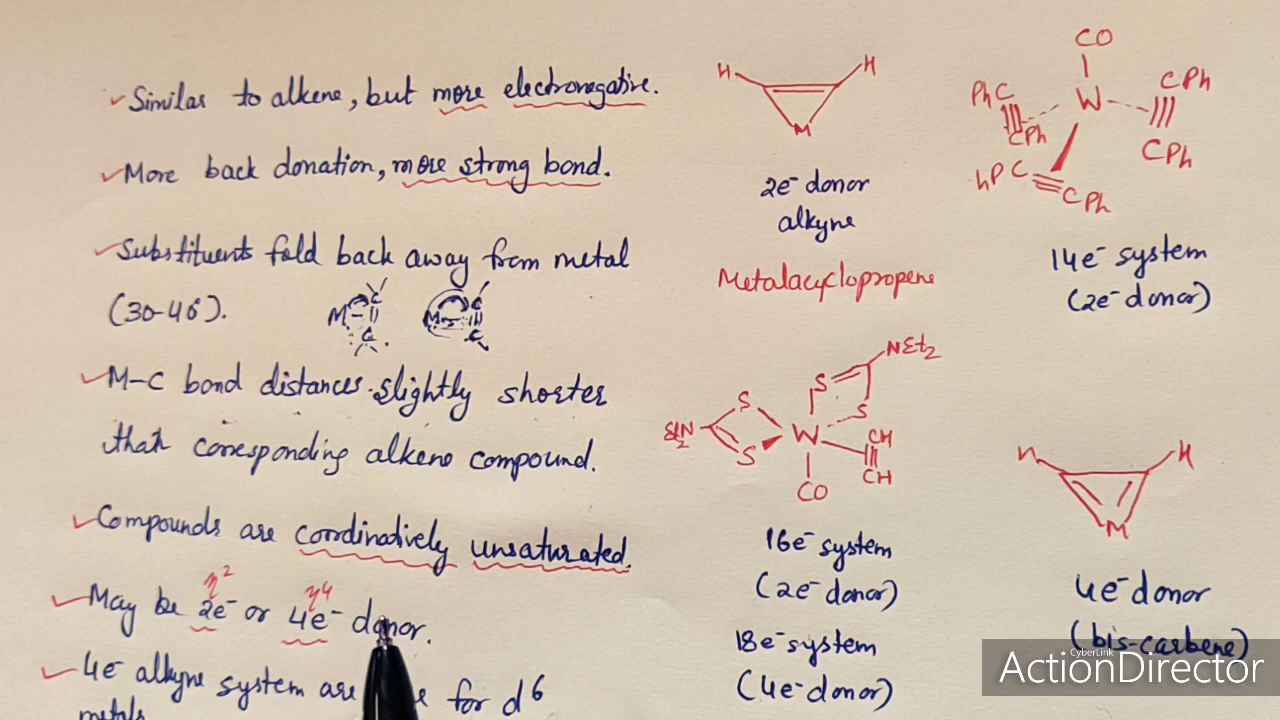 Similar to alkene, but more electronegative.
More back donation, more strong bond.
Substituents fold back away from metal
(30-46°).
M C C M C C
M-C bond distances slightly shorter
that corresponding alkene compound.
Compounds are coordinatively unsaturated.
η2 η4
May be 2e- or 4e- donor.
4e- alkyne system are for d6
metals
H H
M
2e- donor
alkyne
Metalacyclopropene
CO
PhC W CPh
CPh CPh
hPC CPh
14e- system
(2e- donor)
NEt2
S S
S S
Et2N W CH
CO CH
16e- system
(2e- donor)
18e- system
(4e- donor)
H H
M
4e- donor
(bis-carbene)
CyberLink
ActionDirector